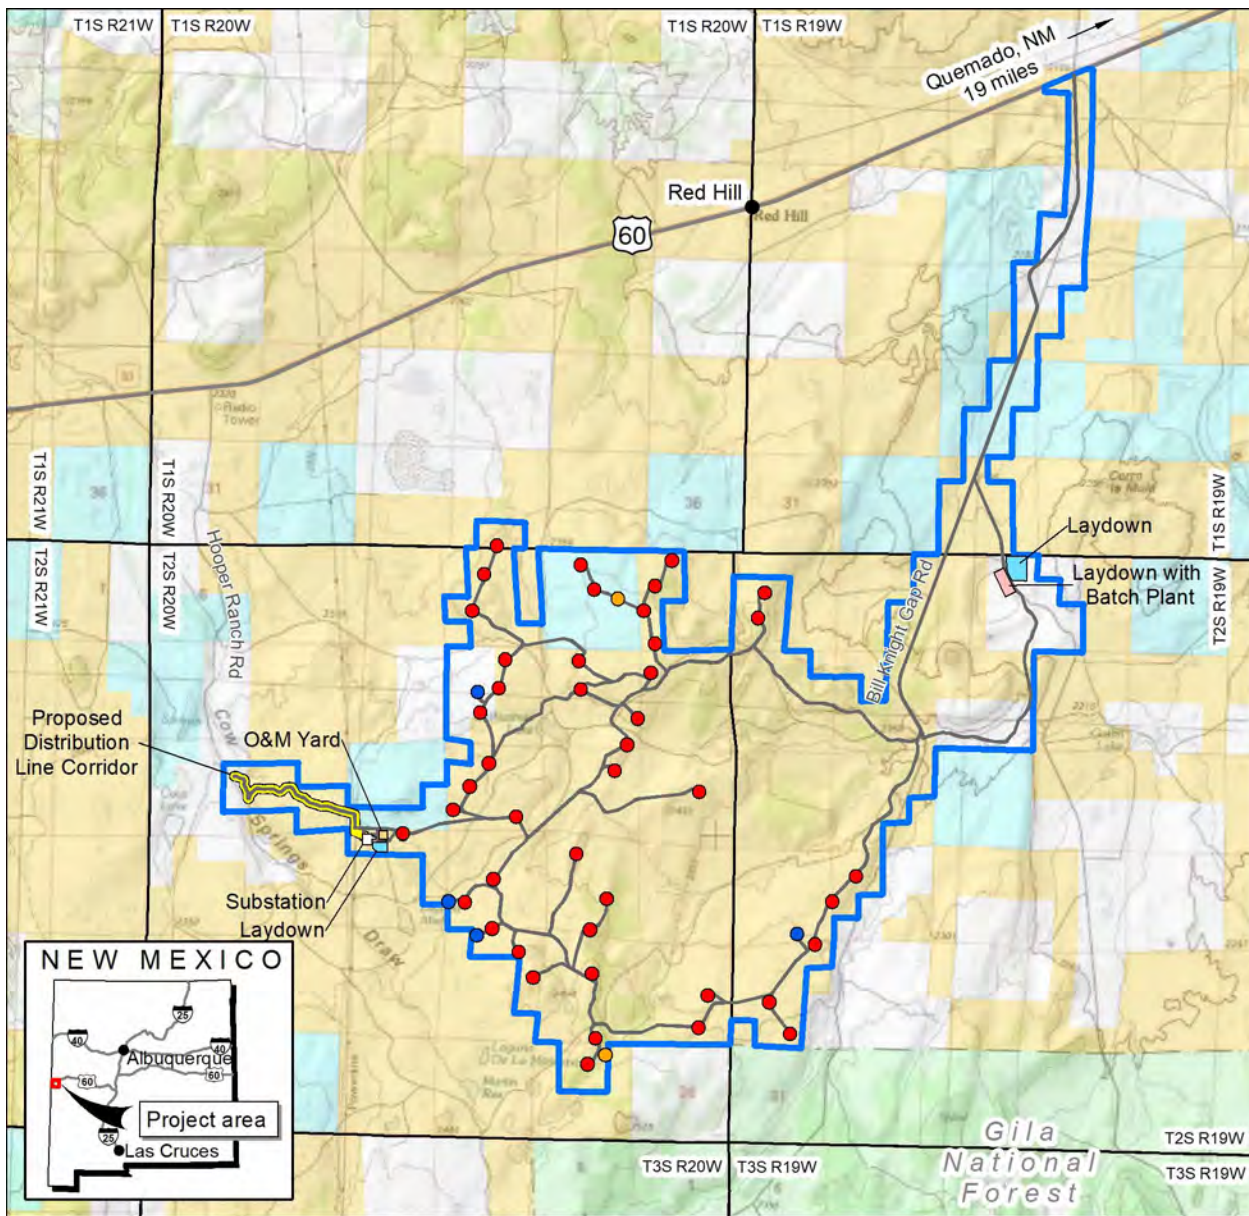 T1S R21W
T1S R20W
T1S R20W
T1S R19W
Quemado, NM
19 miles
Red Hill
Red Hill
60
Radio
Tower
T1S R21W
T2S R21W
36
T1S R20W
T2S R20W
31
36
31
T1S R19W
T2S R19W
Hooper Ranch Rd
Laydown
Laydown with
Batch Plant
Bill Knight Gap Rd
Proposed
Distribution
Line Corridor
O&M Yard
Cow
Springs
Draw
Substation
Laydown
NEW MEXICO
25
40
40
Albuquerque
60
60
Project area
25
Las Cruces
36
31
T3S R20W
T3S R19W
T2S R19W
T3S R19W
Gila
National
Forest